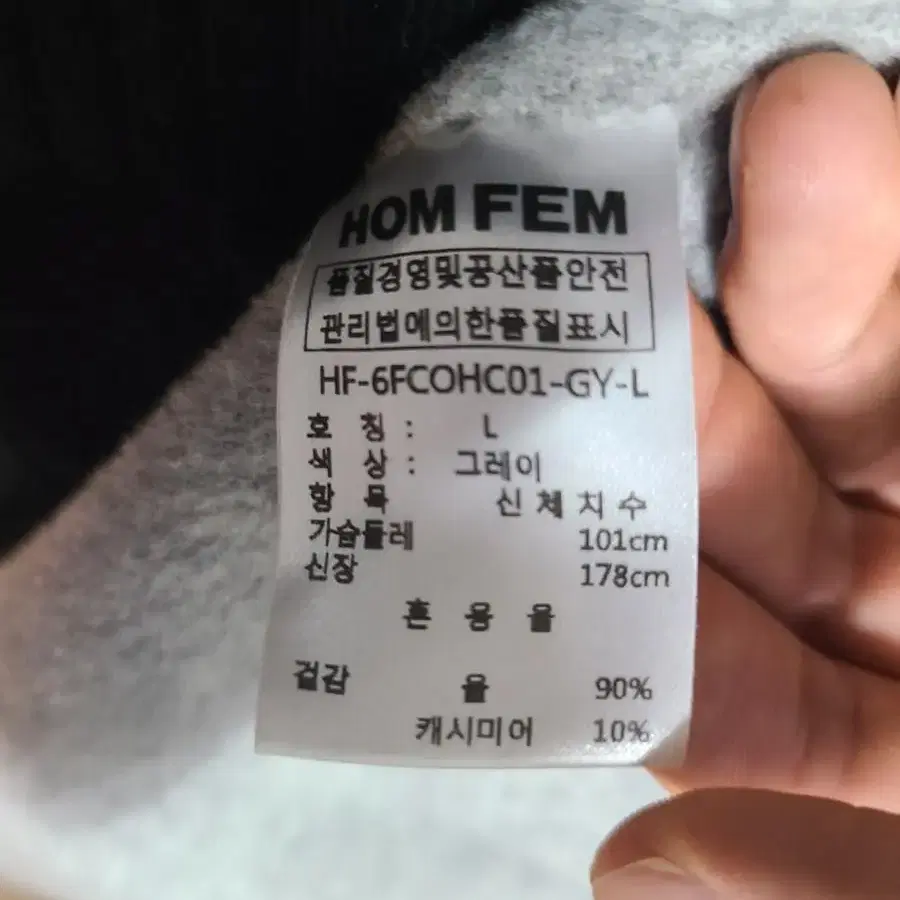 HOM FEM
품질경영및공산품안전
관리법에의한품질표시
HF-6FCOHC01-GY-L
호 칭 : L
색 상 : 그레이
항 목 신체치수
가슴둘레 101cm
신장 178cm
혼 용 율
겉감 울 90%
캐시미어 10%